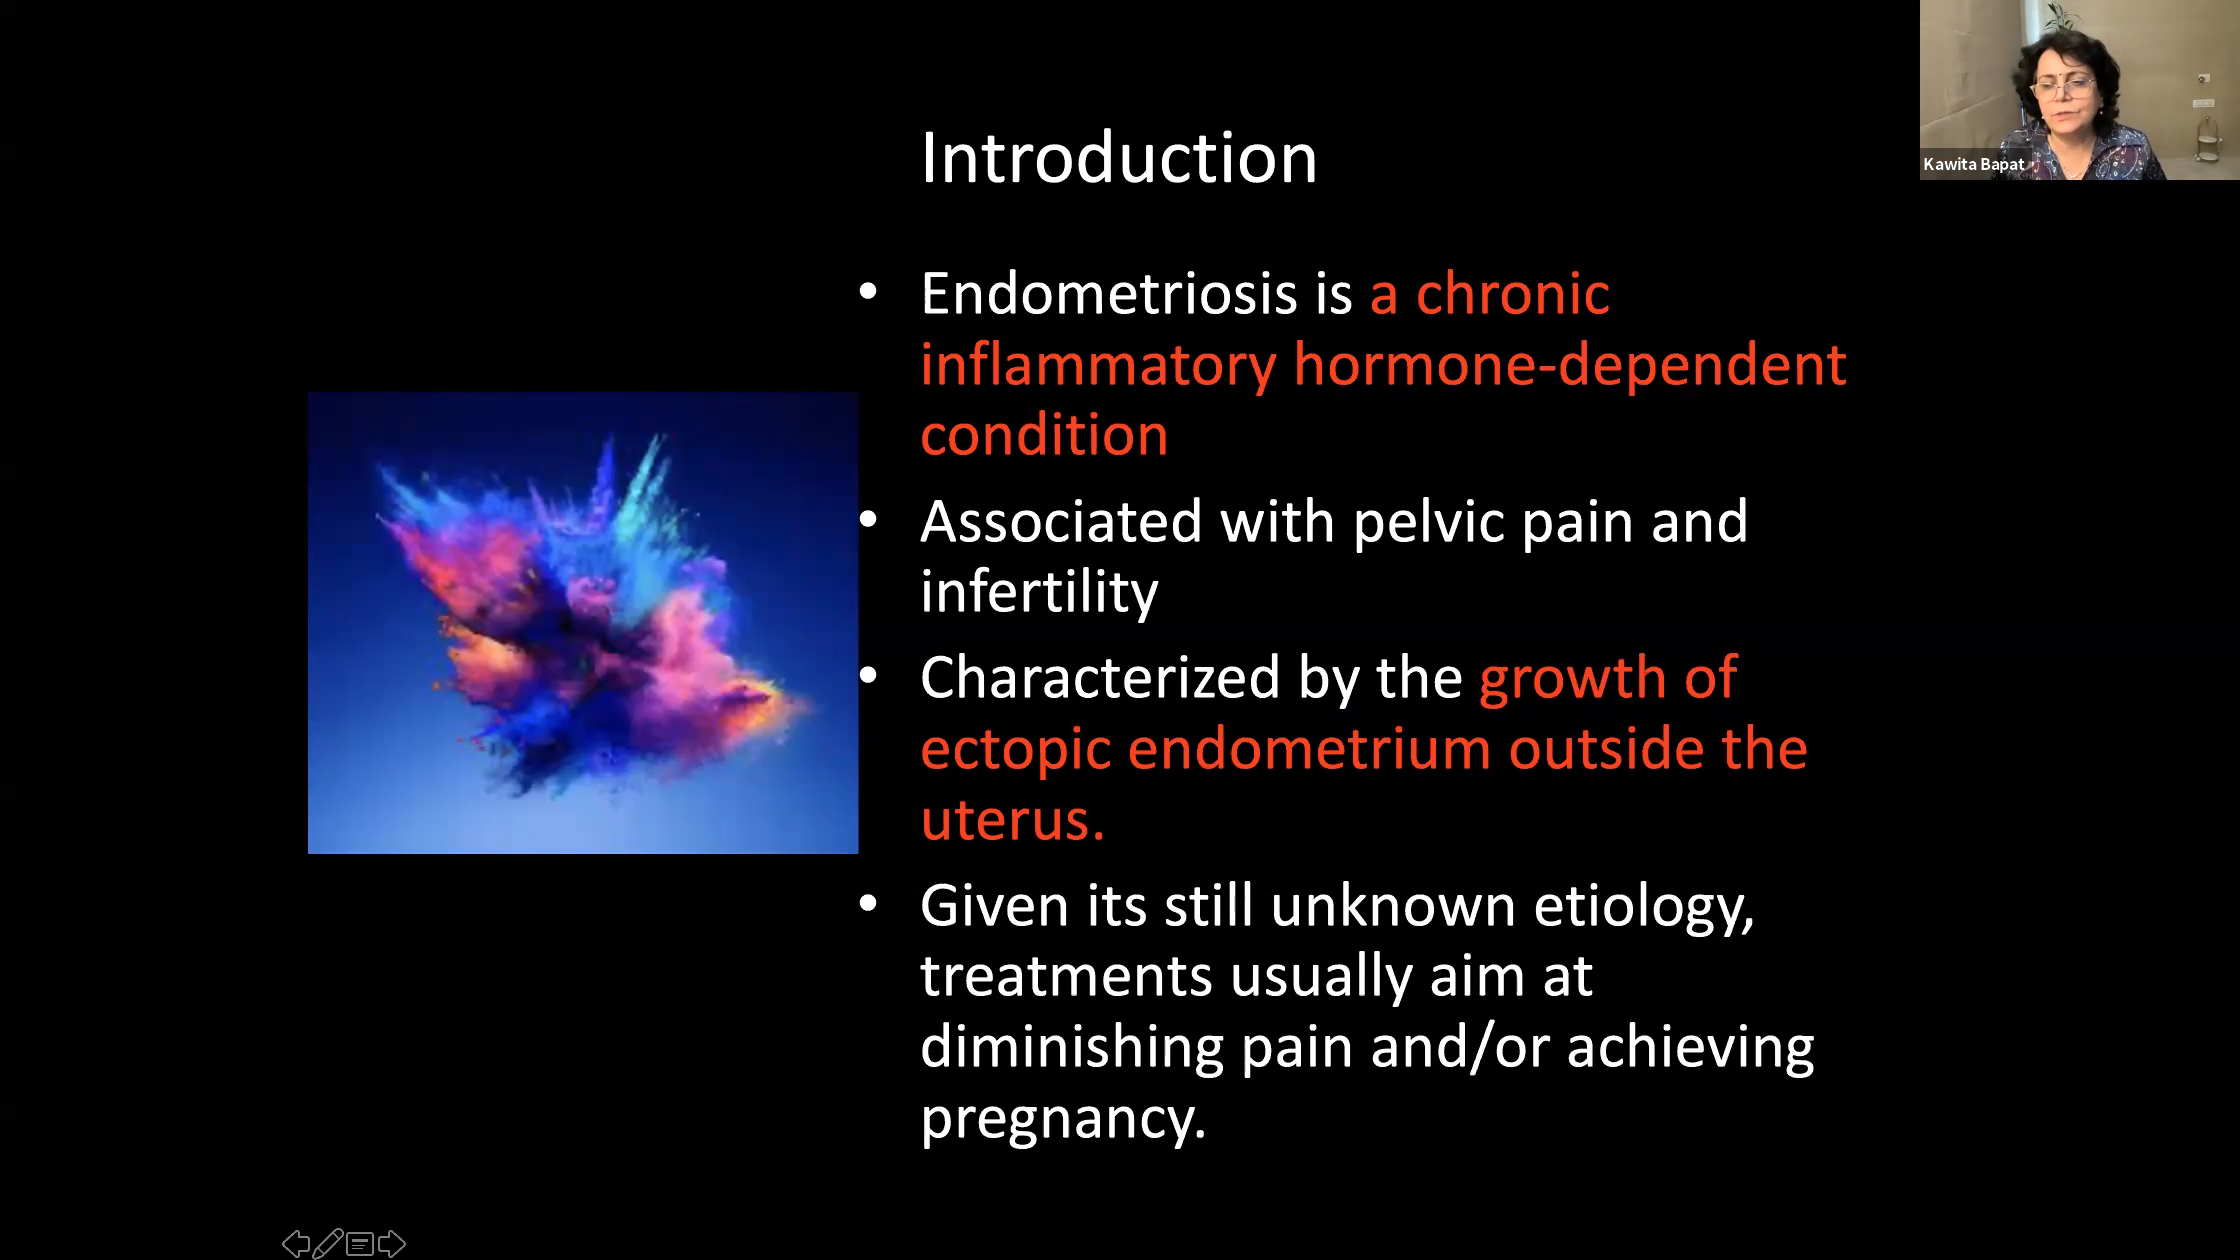 Kawita Bapat
Introduction
• Endometriosis is a chronic
inflammatory hormone-dependent
condition
• Associated with pelvic pain and
infertility
• Characterized by the growth of
ectopic endometrium outside the
uterus.
• Given its still unknown etiology,
treatments usually aim at
diminishing pain and/or achieving
pregnancy.